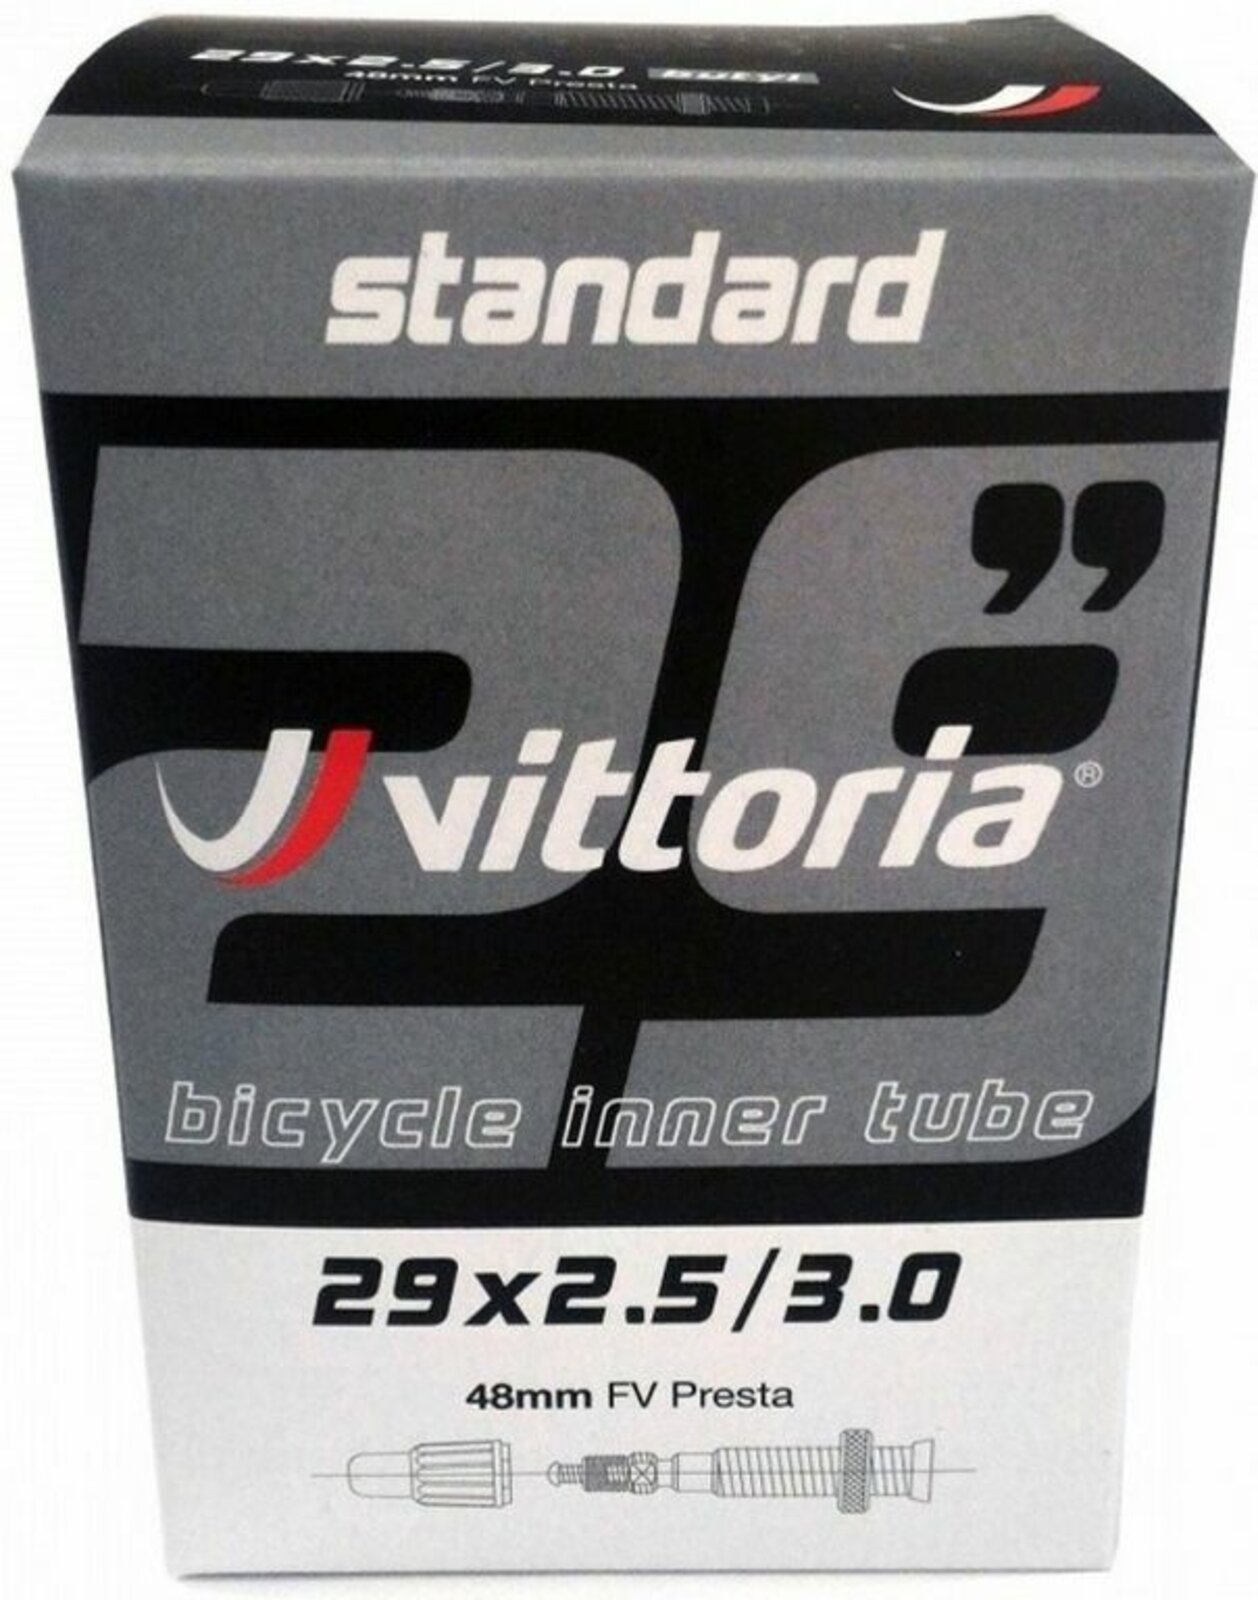 29x2.5/3.0 butyl
48mm FV Presta
standard
29"
vittoria®
bicycle inner tube
29x2.5/3.0
48mm FV Presta